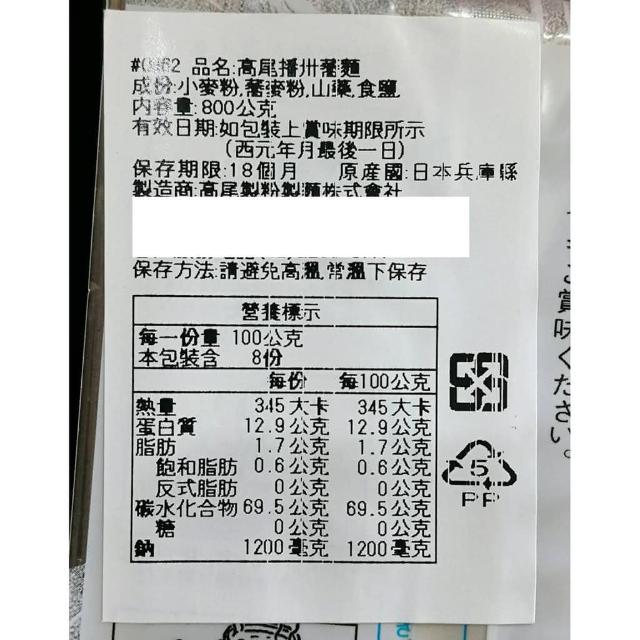 品名:高尾播州蕎麵
成份:小麥粉,蕎麥粉,山藥,食鹽
內容量:800公克
有效日期:如包裝上賞味期限所示
(西元年月最後一日)
保存期限:18個月 原産國:日本兵庫縣
製造商:高尾製粉製麵株式會社
保存方法:請避免高溫,常溫下保存
營養標示
每一份量 100公克
本包裝含 8份
每份 每100公克
熱量 345大卡 345大卡
蛋白質 12.9公克 12.9公克
脂肪 1.7公克 1.7公克
飽和脂肪 0.6公克 0.6公克
反式脂肪 0公克 0公克
碳水化合物 69.5公克 69.5公克
糖 0公克 0公克
鈉 1200毫克 1200毫克
5
PP
賞味ください。